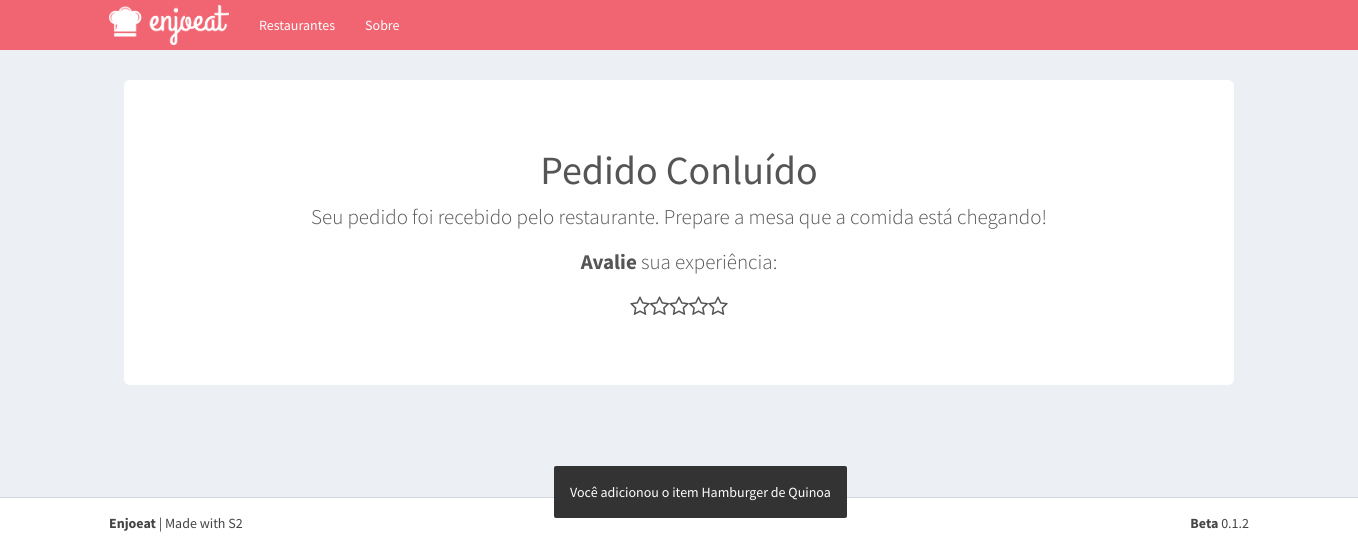 enjoeat Restaurantes Sobre
Pedido Conluído
Seu pedido foi recebido pelo restaurante. Prepare a mesa que a comida está chegando!
Avalie sua experiência:
Você adicionou o item Hamburger de Quinoa
Enjoeat | Made with S2 Beta 0.1.2